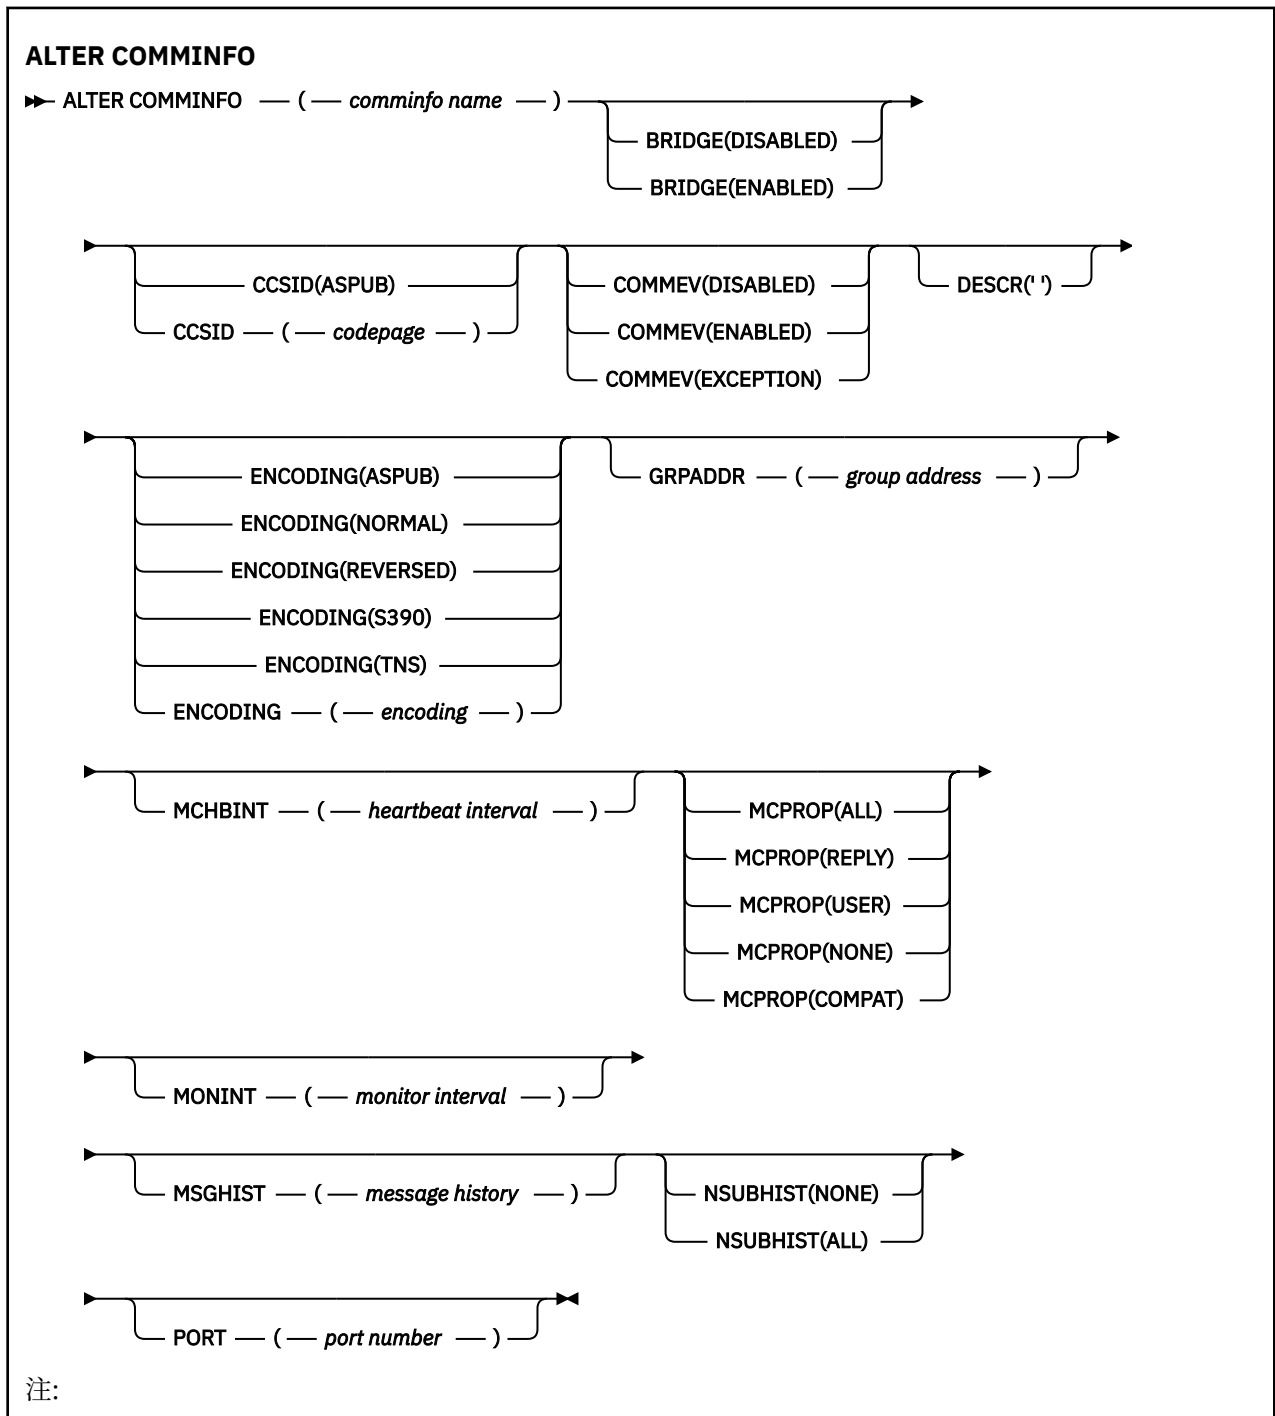 ALTER COMMINFO
ALTER COMMINFO ( comminfo name )
BRIDGE(DISABLED)
BRIDGE(ENABLED)
CCSID(ASPUB)
CCSID ( codepage )
COMMEV(DISABLED)
COMMEV(ENABLED)
COMMEV(EXCEPTION)
DESCR(' ')
ENCODING(ASPUB)
ENCODING(NORMAL)
ENCODING(REVERSED)
ENCODING(S390)
ENCODING(TNS)
ENCODING ( encoding )
GRPADDR ( group address )
MCHBINT ( heartbeat interval )
MCPROP(ALL)
MCPROP(REPLY)
MCPROP(USER)
MCPROP(NONE)
MCPROP(COMPAT)
MONINT ( monitor interval )
MSGHIST ( message history )
NSUBHIST(NONE)
NSUBHIST(ALL)
PORT ( port number )
注: